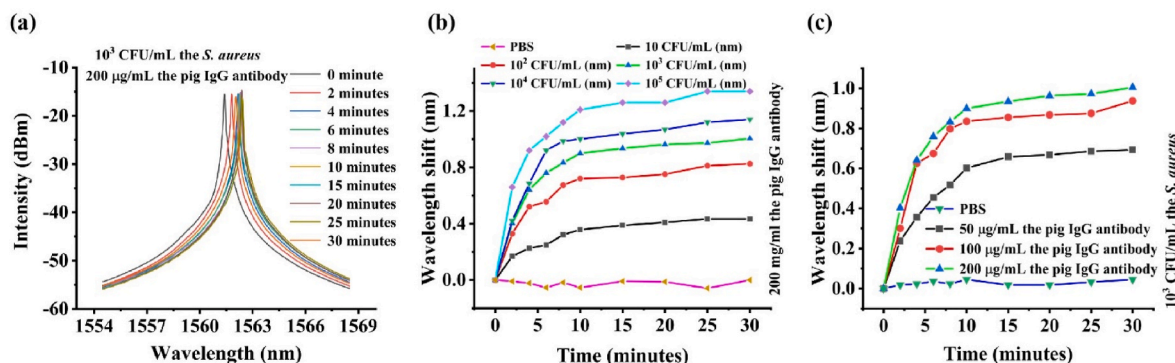 (a)
10³ CFU/mL the S. aureus
200 μg/mL the pig IgG antibody
0 minute
2 minutes
4 minutes
6 minutes
8 minutes
10 minutes
15 minutes
20 minutes
25 minutes
30 minutes
Intensity (dBm)
-10
-20
-30
-40
-50
-60
1554 1557 1560 1563 1566 1569
Wavelength (nm)
(b)
PBS 10 CFU/mL (nm)
10² CFU/mL (nm) 10³ CFU/mL (nm)
10⁴ CFU/mL (nm) 10⁵ CFU/mL (nm)
Wavelength shift (nm)
1.2
0.8
0.4
0.0
0 5 10 15 20 25 30
Time (minutes)
200 mg/ml the pig IgG antibody
(c)
Wavelength shift (nm)
1.0
0.8
0.6
0.4
0.2
0.0
PBS
50 μg/mL the pig IgG antibody
100 μg/mL the pig IgG antibody
200 μg/mL the pig IgG antibody
0 5 10 15 20 25 30
Time (minutes)
10³ CFU/mL the S. aureus